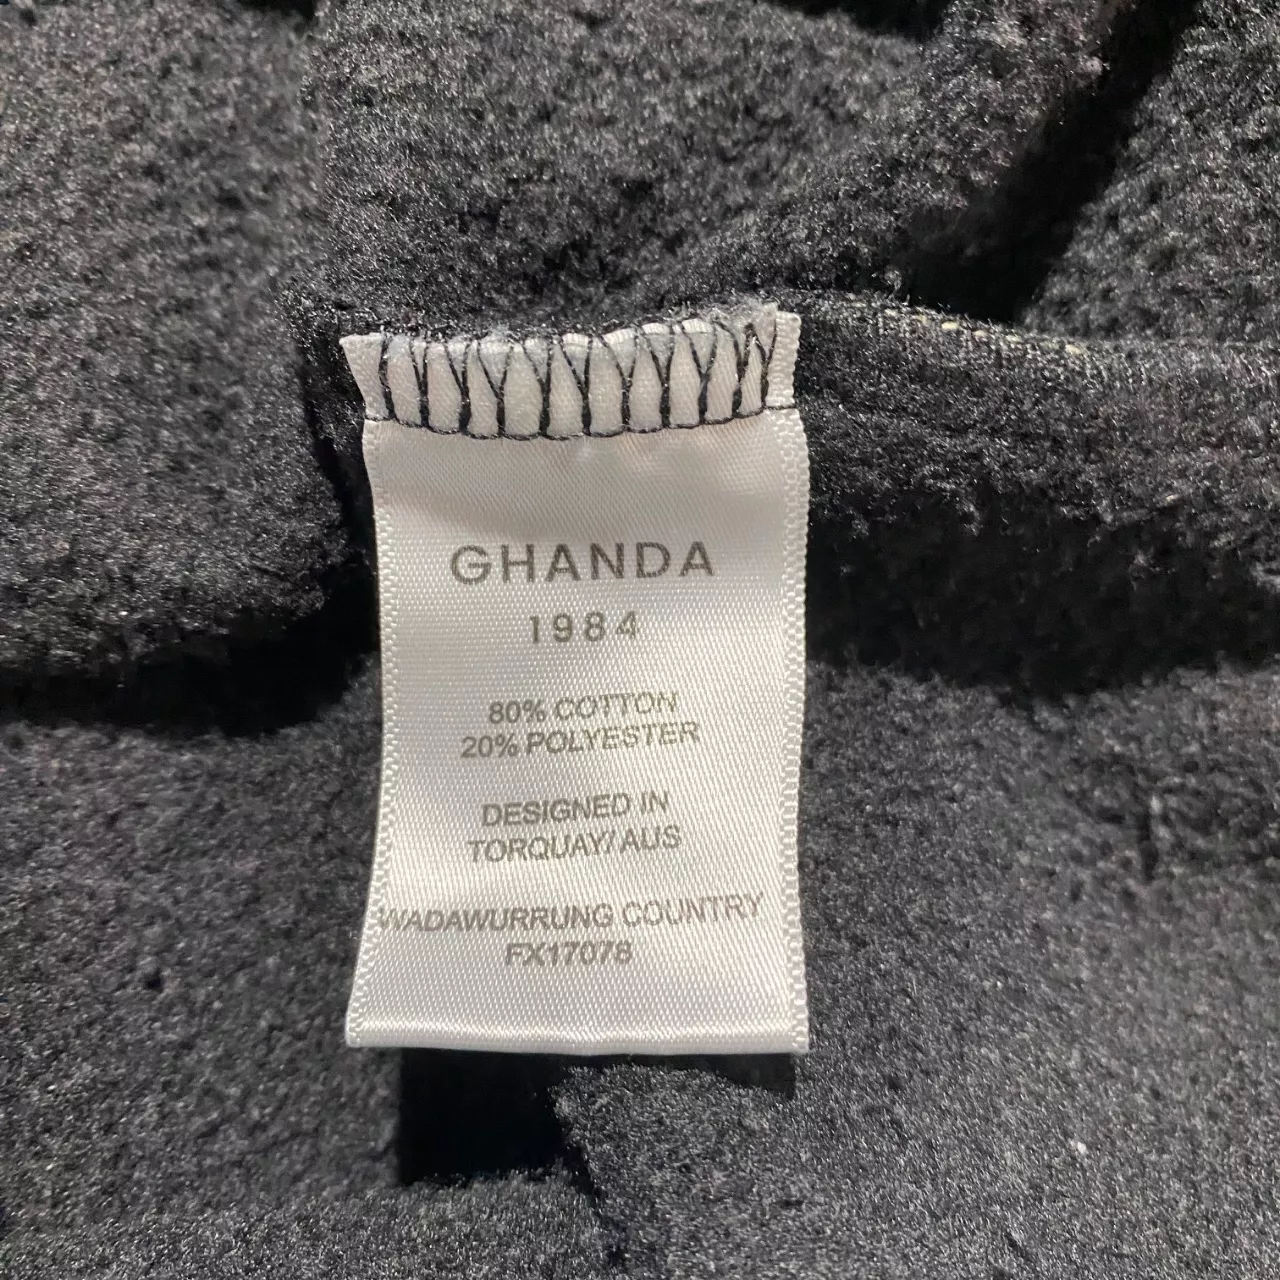 GHANDA
1984
80% COTTON
20% POLYESTER
DESIGNED IN
TORQUAY/AUS
WADAWURRUNG COUNTRY
FX17078